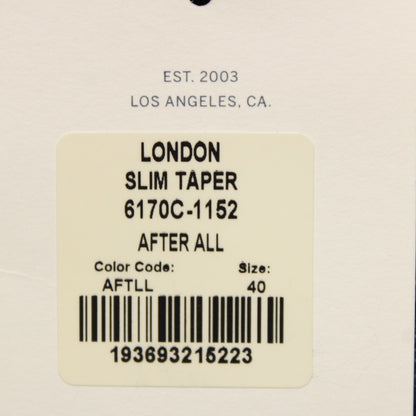 EST. 2003
LOS ANGELES, CA.
LONDON
SLIM TAPER
6170C-1152
AFTER ALL
Color Code: Size:
AFTLL 40
193693215223